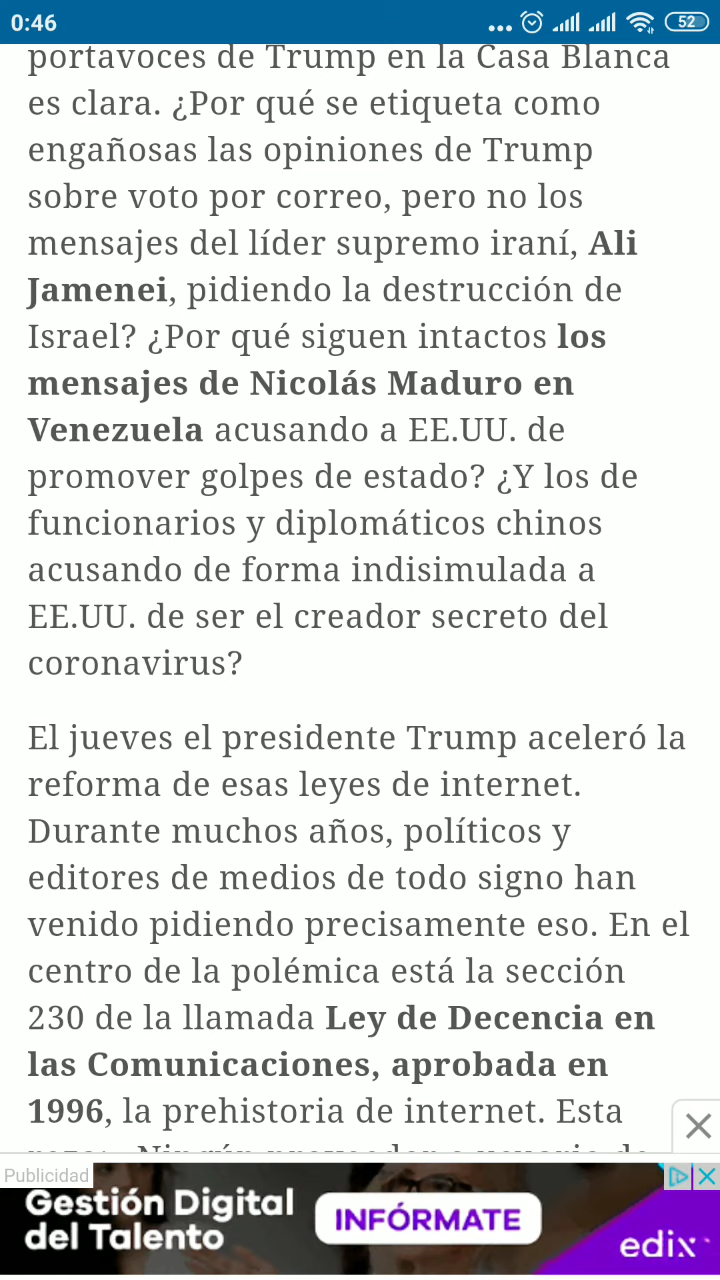 0:46
52
portavoces de Trump en la Casa Blanca
es clara. ¿Por qué se etiqueta como
engañosas las opiniones de Trump
sobre voto por correo, pero no los
mensajes del líder supremo iraní, Ali
Jamenei, pidiendo la destrucción de
Israel? ¿Por qué siguen intactos los
mensajes de Nicolás Maduro en
Venezuela acusando a EE.UU. de
promover golpes de estado? ¿Y los de
funcionarios y diplomáticos chinos
acusando de forma indisimulada a
EE.UU. de ser el creador secreto del
coronavirus?
El jueves el presidente Trump aceleró la
reforma de esas leyes de internet.
Durante muchos años, políticos y
editores de medios de todo signo han
venido pidiendo precisamente eso. En el
centro de la polémica está la sección
230 de la llamada Ley de Decencia en
las Comunicaciones, aprobada en
1996, la prehistoria de internet. Esta
Publicidad
Gestión Digital
del Talento
INFÓRMATE
edix